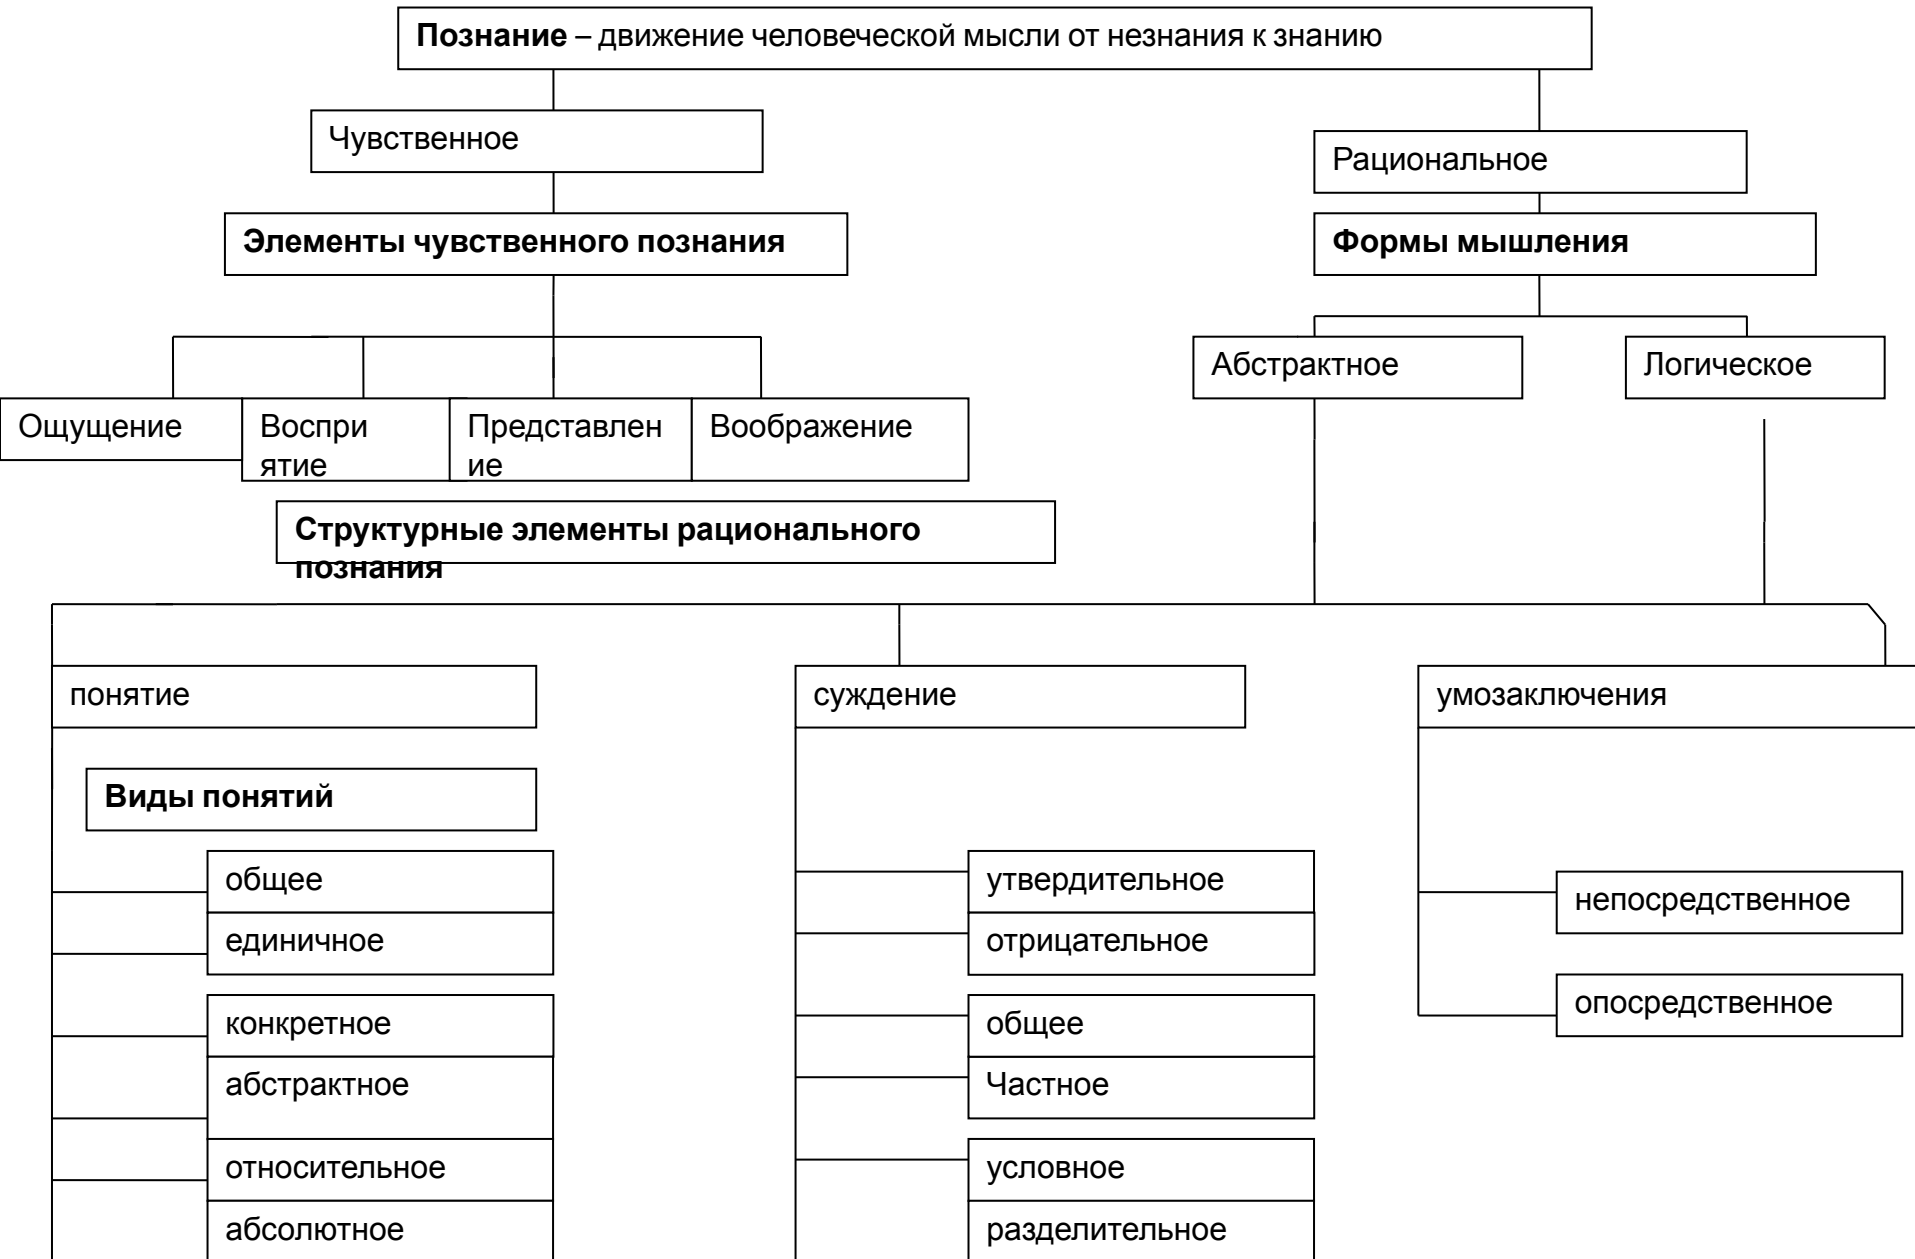 Познание – движение человеческой мысли от незнания к знанию
Чувственное
Рациональное
Элементы чувственного познания
Формы мышления
Абстрактное
Логическое
Ощущение
Воспри
ятие
Представлен
ие
Воображение
Структурные элементы рационального
познания
понятие
суждение
умозаключения
Виды понятий
общее
единичное
конкретное
абстрактное
относительное
абсолютное
утвердительное
отрицательное
общее
Частное
условное
разделительное
непосредственное
опосредственное